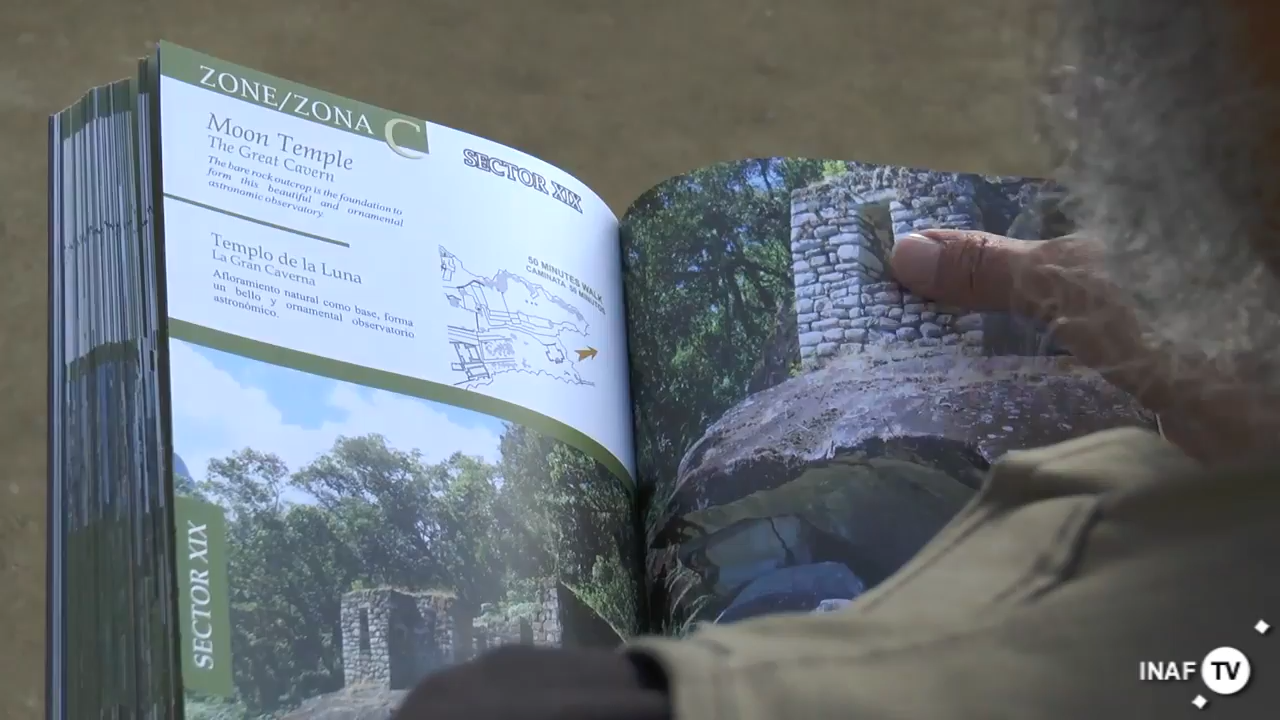 ZONE/ZONA C
Moon Temple
The Great Cavern
The bare rock outcrop is the foundation to
form this beautiful and ornamental
astronomic observatory.
Templo de la Luna
La Gran Caverna
Afloramiento natural como base, forma
un bello y ornamental observatorio
astronómico.
SECTOR XIX
50 MINUTES WALK
CAMINATA 50 MINUTOS
SECTOR XIX
INAF TV